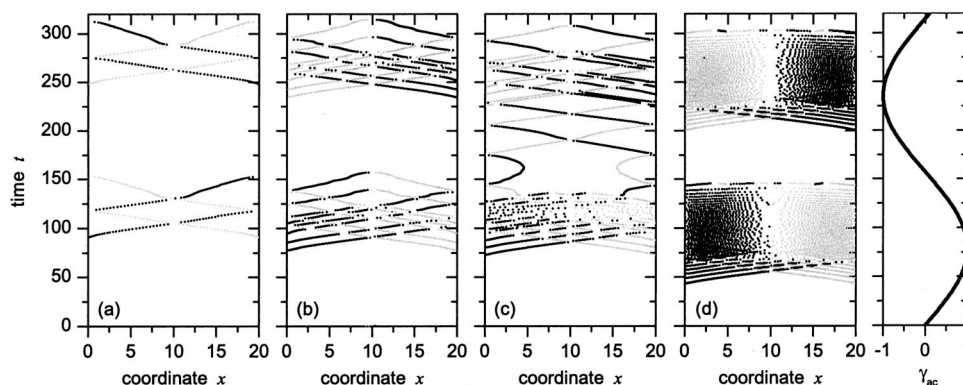 300
250
200
150
100
50
0
time t
(a)
(b)
(c)
(d)
0 5 10 15 20
0 5 10 15 20
0 5 10 15 20
0 5 10 15 20
-1 0 1
coordinate x
coordinate x
coordinate x
coordinate x
γac